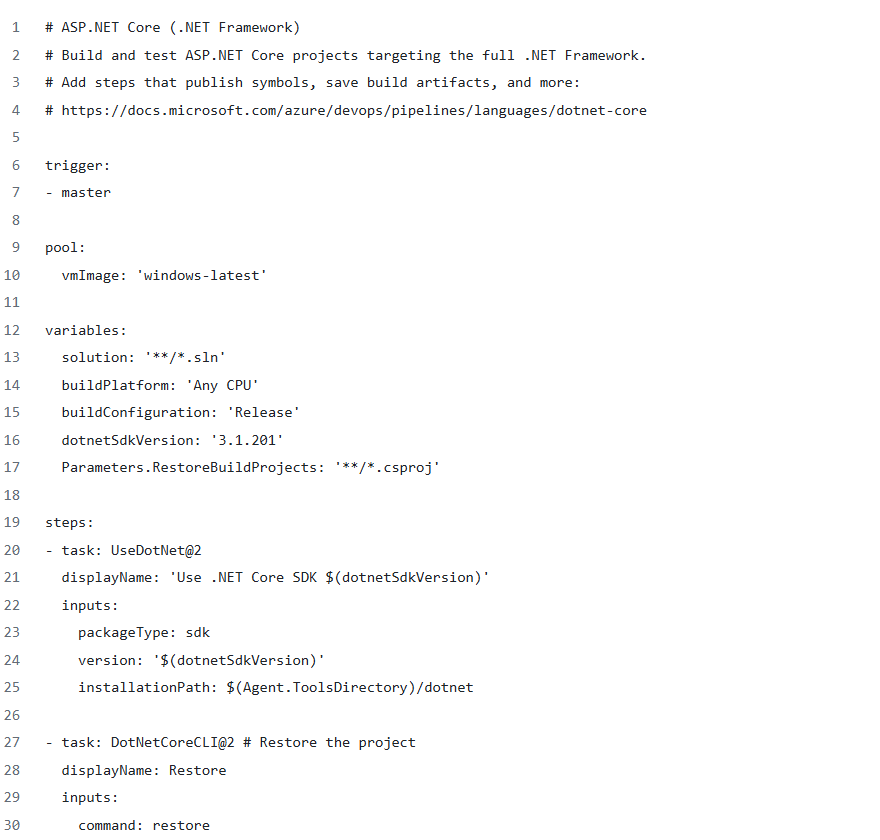 1 # ASP.NET Core (.NET Framework)
2 # Build and test ASP.NET Core projects targeting the full .NET Framework.
3 # Add steps that publish symbols, save build artifacts, and more:
4 # https://docs.microsoft.com/azure/devops/pipelines/languages/dotnet-core
5
6 trigger:
7 - master
8
9 pool:
10   vmImage: 'windows-latest'
11
12 variables:
13   solution: '**/*.sln'
14   buildPlatform: 'Any CPU'
15   buildConfiguration: 'Release'
16   dotnetSdkVersion: '3.1.201'
17   Parameters.RestoreBuildProjects: '**/*.csproj'
18
19 steps:
20 - task: UseDotNet@2
21   displayName: 'Use .NET Core SDK $(dotnetSdkVersion)'
22   inputs:
23     packageType: sdk
24     version: '$(dotnetSdkVersion)'
25     installationPath: $(Agent.ToolsDirectory)/dotnet
26
27 - task: DotNetCoreCLI@2 # Restore the project
28   displayName: Restore
29   inputs:
30     command: restore